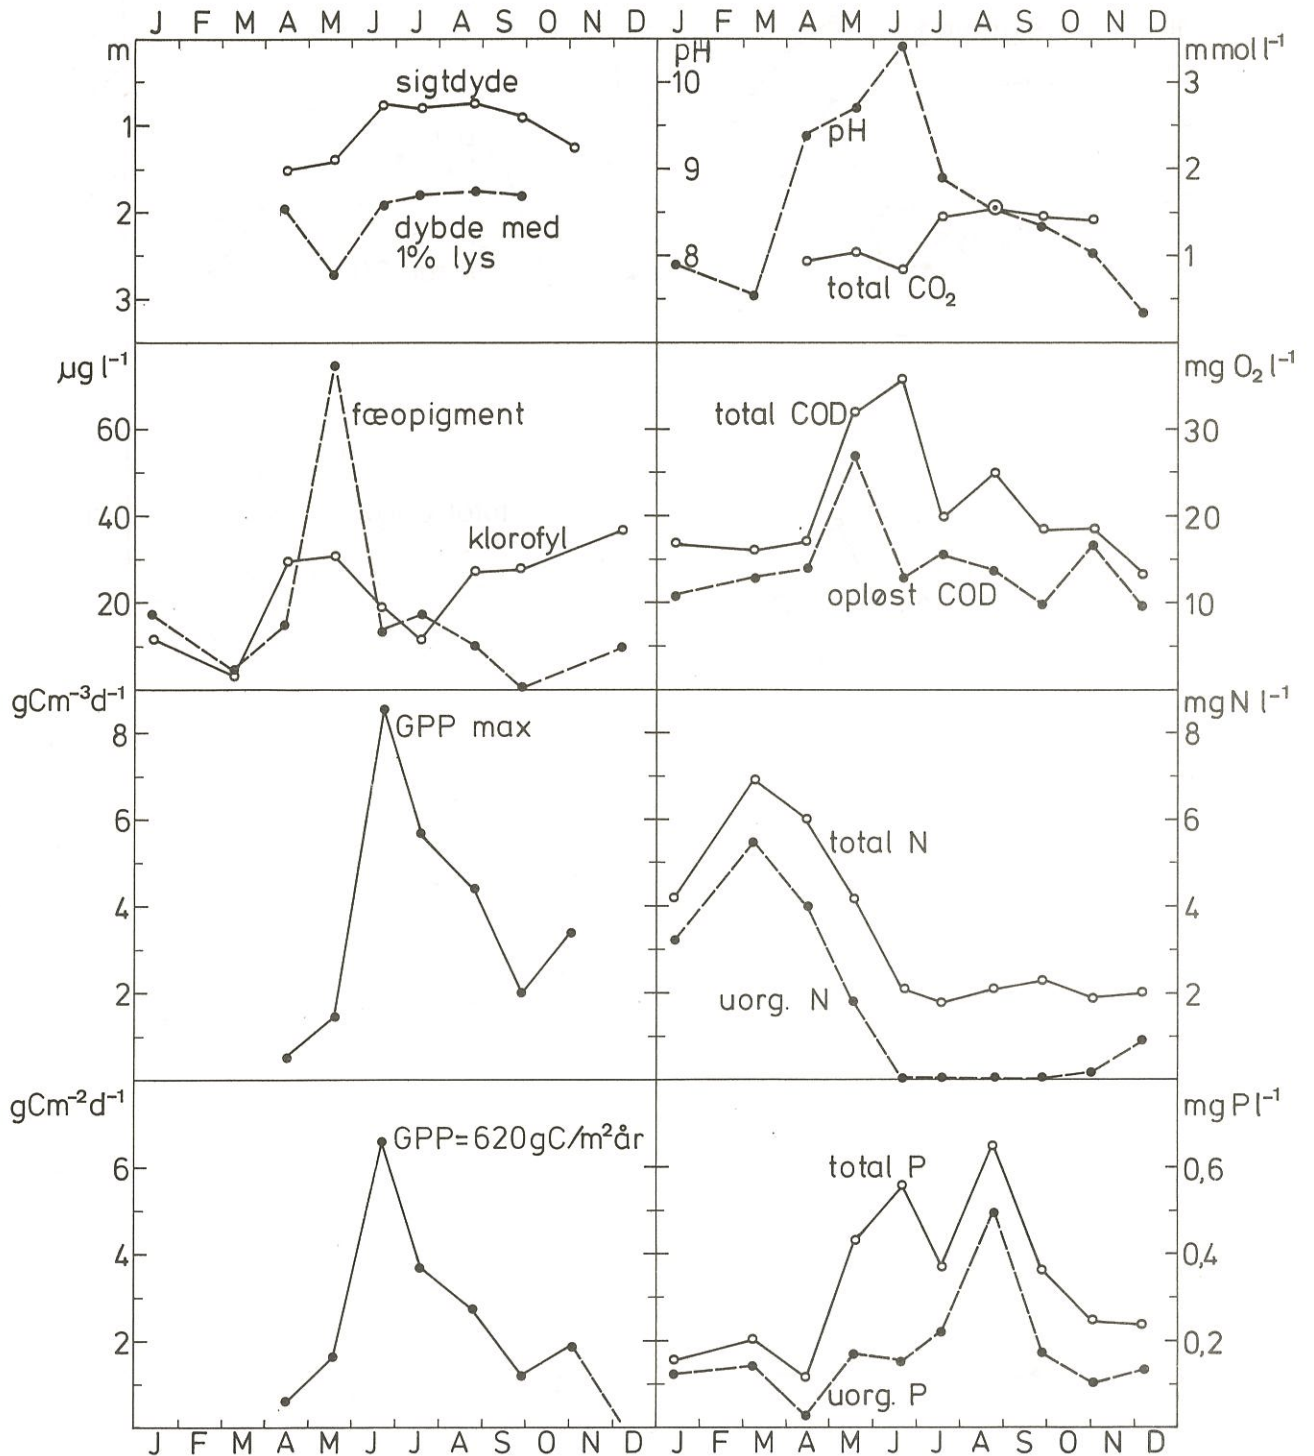 J F M A M J J A S O N D
J F M A M J J A S O N D
m
1
2
3
sigtdyde
dybde med
1% lys
pH
10
9
8
mmol l⁻¹
3
2
1
pH
total CO₂
µg l⁻¹
60
40
20
fæopigment
klorofyl
mg O₂ l⁻¹
30
20
10
total COD
opløst COD
gCm⁻³d⁻¹
8
6
4
2
GPP max
mg N l⁻¹
8
6
4
2
total N
uorg. N
gCm⁻²d⁻¹
6
4
2
GPP=620gC/m²år
mg P l⁻¹
0,6
0,4
0,2
total P
uorg. P
J F M A M J J A S O N D
J F M A M J J A S O N D